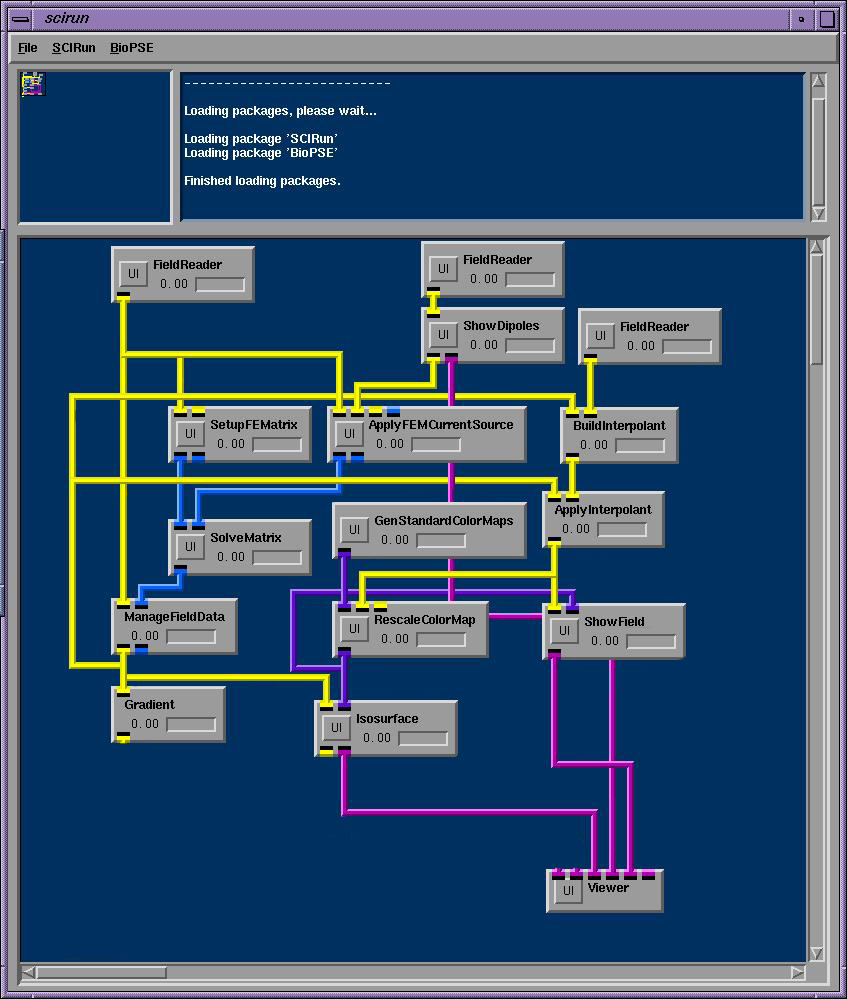 scirun
File SCIRun BioPSE
---------------------------
Loading packages, please wait...
Loading package 'SCIRun'
Loading package 'BioPSE'
Finished loading packages.
UI FieldReader
0.00
UI FieldReader
0.00
UI ShowDipoles
0.00
UI FieldReader
0.00
UI SetupFEMatrix
0.00
UI ApplyFEMCurrentSource
0.00
BuildInterpolant
0.00
ApplyInterpolant
0.00
UI GenStandardColorMaps
0.00
UI SolveMatrix
0.00
ManageFieldData
0.00
UI RescaleColorMap
0.00
UI ShowField
0.00
Gradient
0.00
UI Isosurface
0.00
UI Viewer